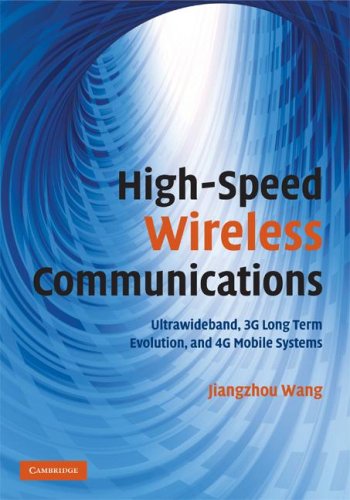 High-Speed
Wireless
Communications
Ultrawideband, 3G Long Term
Evolution, and 4G Mobile Systems
Jiangzhou Wang
CAMBRIDGE